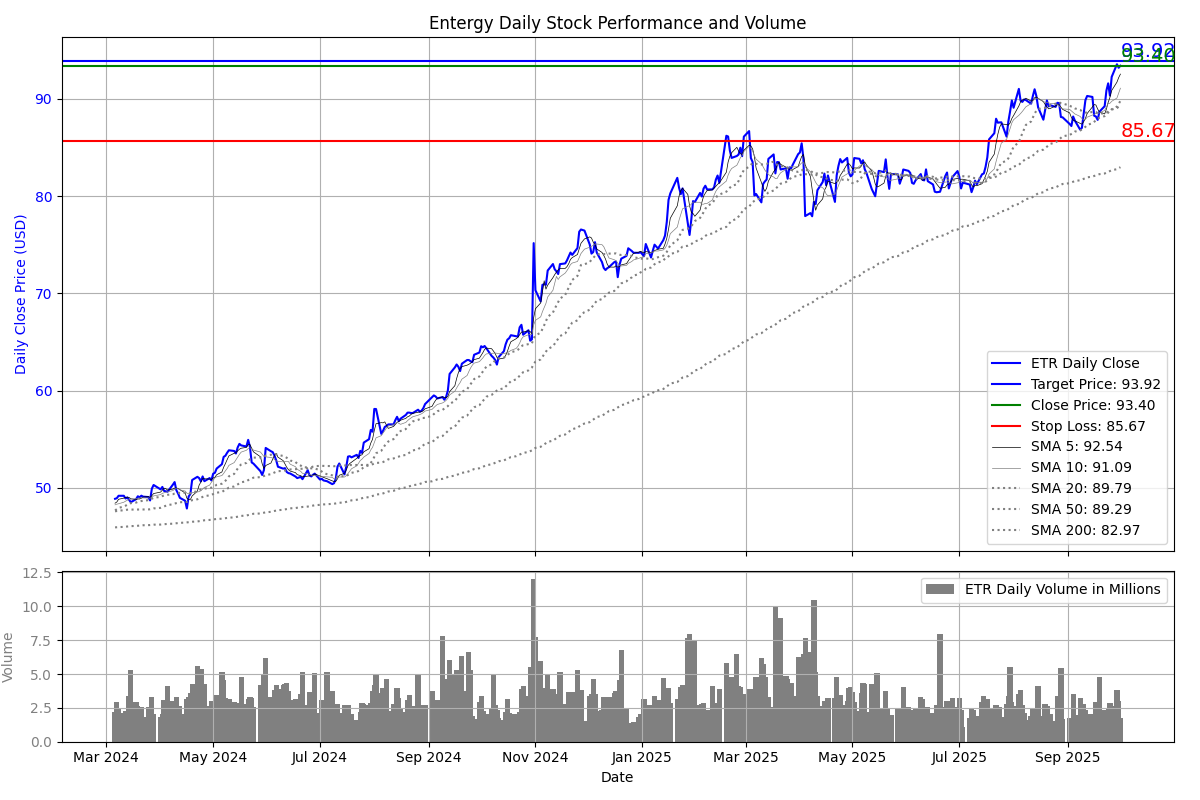 Entergy Daily Stock Performance and Volume
93.92
93.40
90
85.67
80
70
60
50
Daily Close Price (USD)
ETR Daily Close
Target Price: 93.92
Close Price: 93.40
Stop Loss: 85.67
SMA 5: 92.54
SMA 10: 91.09
SMA 20: 89.79
SMA 50: 89.29
SMA 200: 82.97
12.5
10.0
7.5
5.0
2.5
0.0
Volume
ETR Daily Volume in Millions
Mar 2024 May 2024 Jul 2024 Sep 2024 Nov 2024 Jan 2025 Mar 2025 May 2025 Jul 2025 Sep 2025
Date